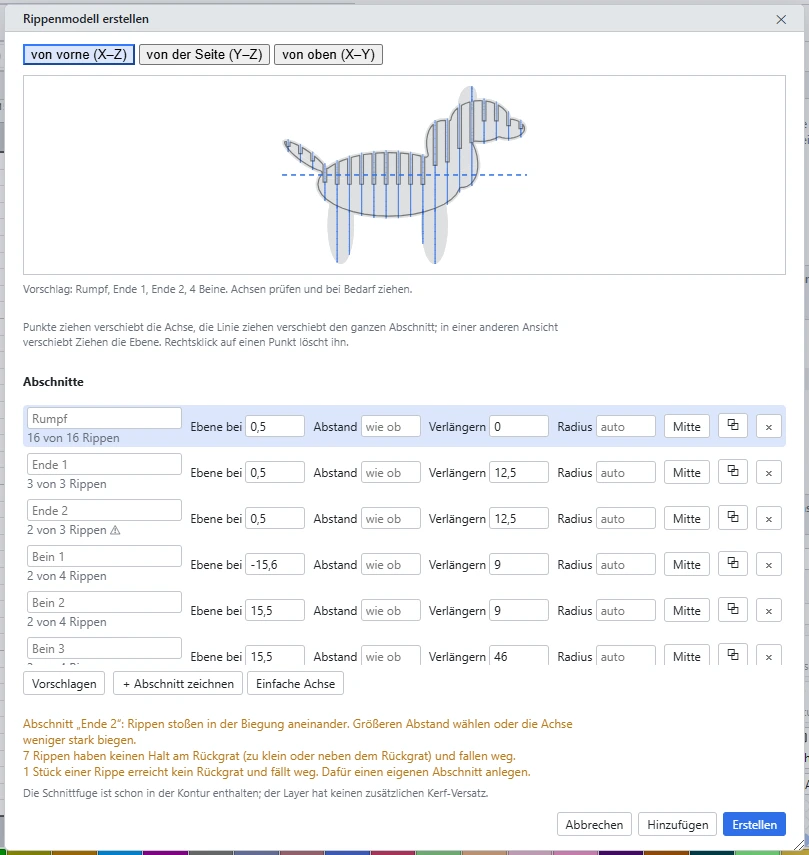 Rippenmodell erstellen
von vorne (X–Z) von der Seite (Y–Z) von oben (X–Y)
Vorschlag: Rumpf, Ende 1, Ende 2, 4 Beine. Achsen prüfen und bei Bedarf ziehen.
Punkte ziehen verschiebt die Achse, die Linie ziehen verschiebt den ganzen Abschnitt; in einer anderen Ansicht
verschiebt Ziehen die Ebene. Rechtsklick auf einen Punkt löscht ihn.
Abschnitte
Rumpf
16 von 16 Rippen
Ebene bei 0,5 Abstand wie ob Verlängern 0 Radius auto Mitte ×
Ende 1
3 von 3 Rippen
Ebene bei 0,5 Abstand wie ob Verlängern 12,5 Radius auto Mitte ×
Ende 2
2 von 3 Rippen ⚠
Ebene bei 0,5 Abstand wie ob Verlängern 12,5 Radius auto Mitte ×
Bein 1
2 von 4 Rippen
Ebene bei -15,6 Abstand wie ob Verlängern 9 Radius auto Mitte ×
Bein 2
2 von 4 Rippen
Ebene bei 15,5 Abstand wie ob Verlängern 9 Radius auto Mitte ×
Bein 3
Ebene bei 15,5 Abstand wie ob Verlängern 46 Radius auto Mitte ×
Vorschlagen + Abschnitt zeichnen Einfache Achse
Abschnitt „Ende 2“: Rippen stoßen in der Biegung aneinander. Größeren Abstand wählen oder die Achse
weniger stark biegen.
7 Rippen haben keinen Halt am Rückgrat (zu klein oder neben dem Rückgrat) und fallen weg.
1 Stück einer Rippe erreicht kein Rückgrat und fällt weg. Dafür einen eigenen Abschnitt anlegen.
Die Schnittfuge ist schon in der Kontur enthalten; der Layer hat keinen zusätzlichen Kerf-Versatz.
Abbrechen Hinzufügen Erstellen